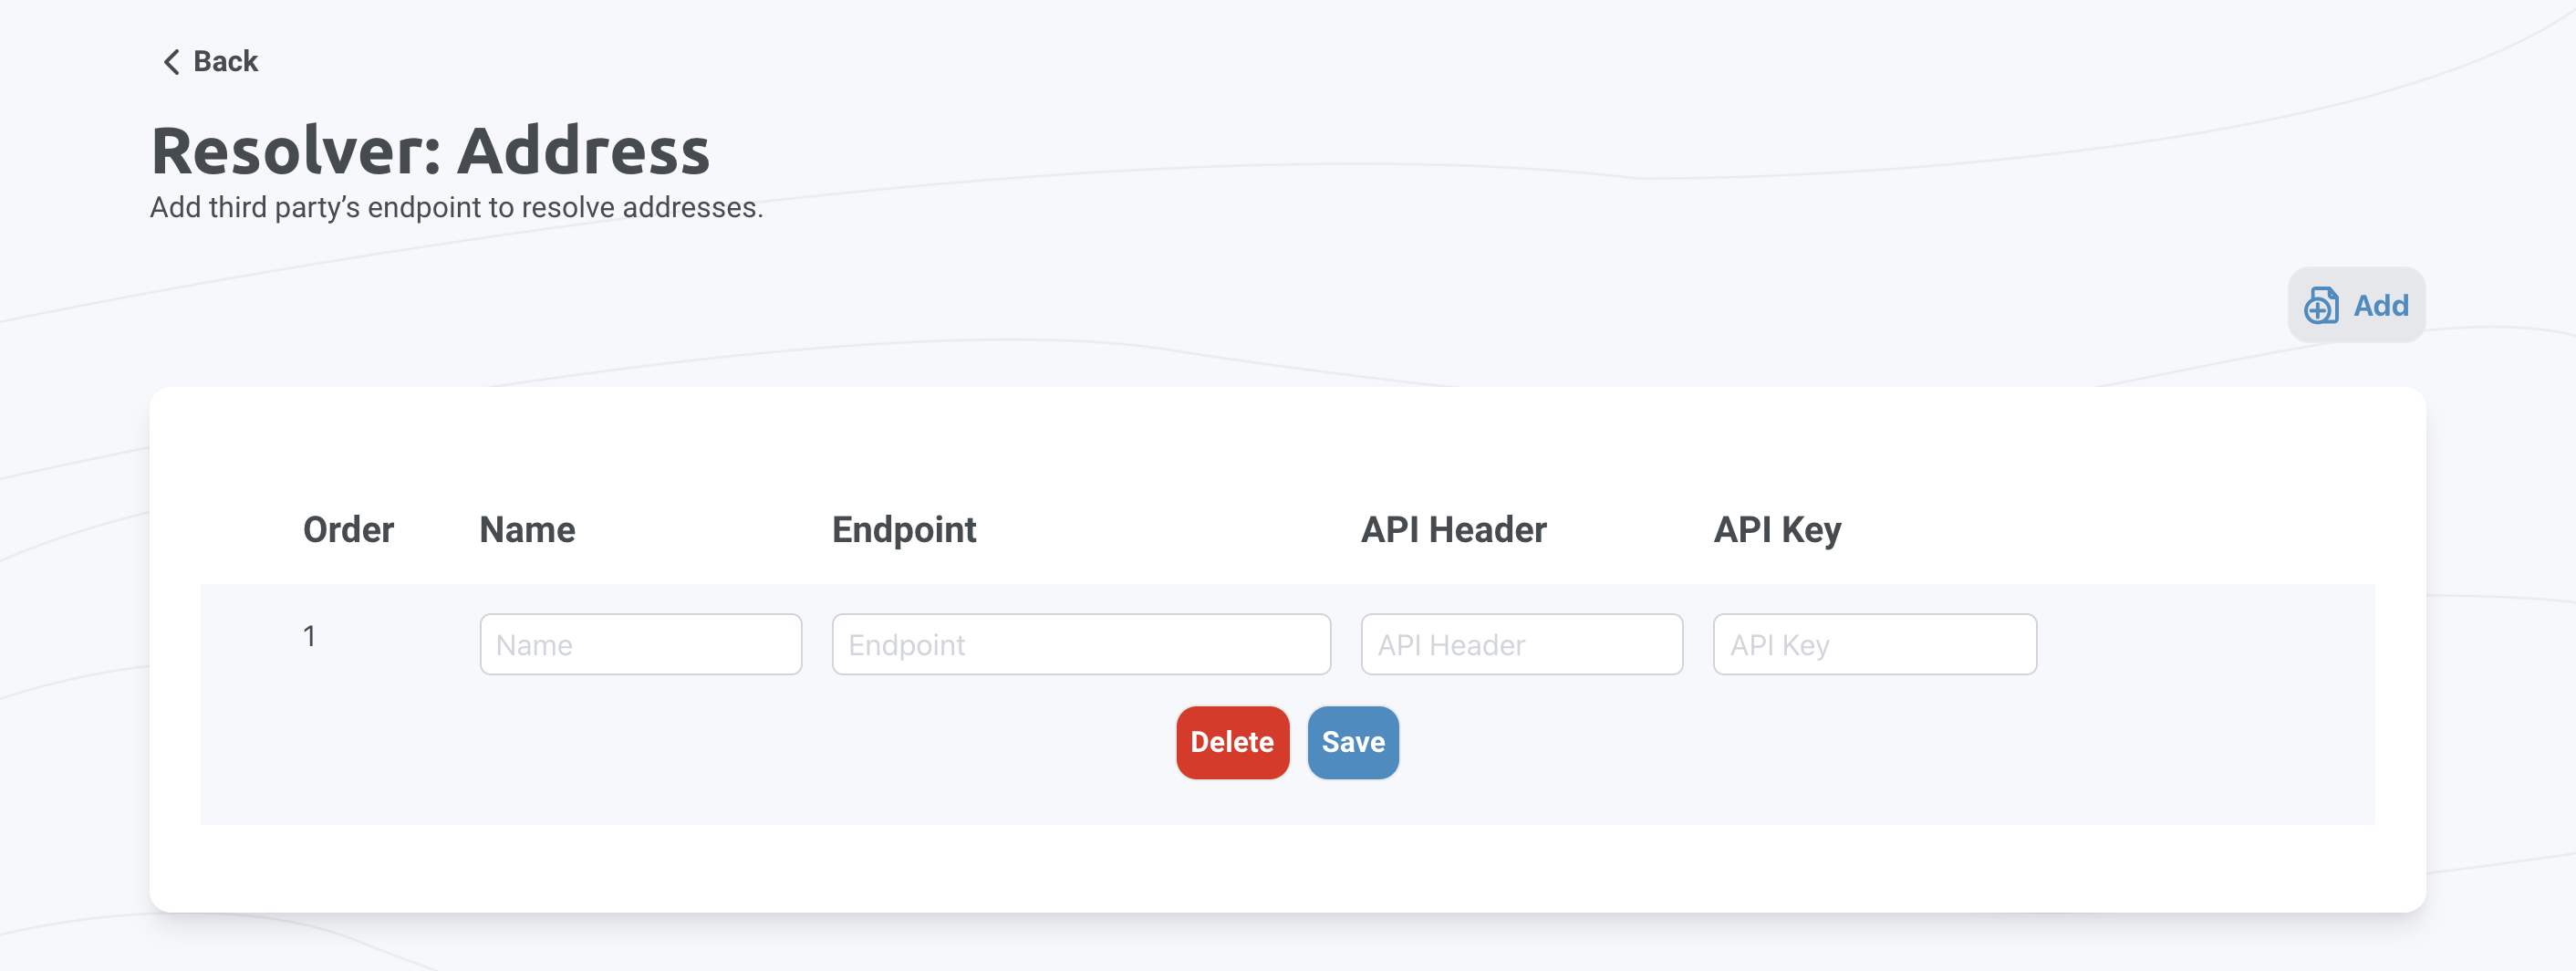 Back
Resolver: Address
Add third party’s endpoint to resolve addresses.
Add
Order Name Endpoint API Header API Key
1 Name Endpoint API Header API Key
Delete Save